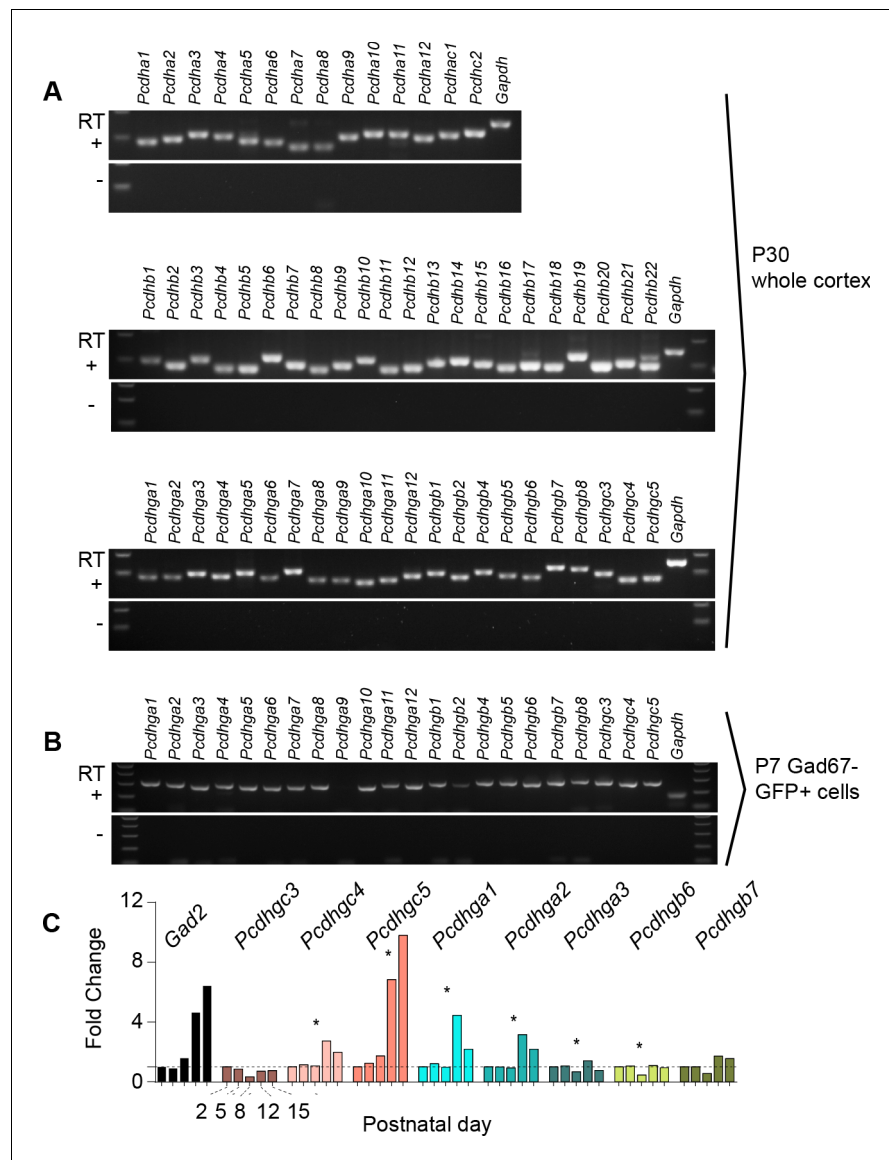 A
Pcdha1 Pcdha2 Pcdha3 Pcdha4 Pcdha5 Pcdha6 Pcdha7 Pcdha8 Pcdha9 Pcdha10 Pcdha11 Pcdha12 Pcdhac1 Pcdhc2 Gapdh
RT
+
-
Pcdhb1 Pcdhb2 Pcdhb3 Pcdhb4 Pcdhb5 Pcdhb6 Pcdhb7 Pcdhb8 Pcdhb9 Pcdhb10 Pcdhb11 Pcdhb12 Pcdhb13 Pcdhb14 Pcdhb15 Pcdhb16 Pcdhb17 Pcdhb18 Pcdhb19 Pcdhb20 Pcdhb21 Pcdhb22 Gapdh
RT
+
-
P30
whole cortex
Pcdhga1 Pcdhga2 Pcdhga3 Pcdhga4 Pcdhga5 Pcdhga6 Pcdhga7 Pcdhga8 Pcdhga9 Pcdhga10 Pcdhga11 Pcdhga12 Pcdhgb1 Pcdhgb2 Pcdhgb4 Pcdhgb5 Pcdhgb6 Pcdhgb7 Pcdhgb8 Pcdhgc3 Pcdhgc4 Pcdhgc5 Gapdh
RT
+
-
B
Pcdhga1 Pcdhga2 Pcdhga3 Pcdhga4 Pcdhga5 Pcdhga6 Pcdhga7 Pcdhga8 Pcdhga9 Pcdhga10 Pcdhga11 Pcdhga12 Pcdhgb1 Pcdhgb2 Pcdhgb4 Pcdhgb5 Pcdhgb6 Pcdhgb7 Pcdhgb8 Pcdhgc3 Pcdhgc4 Pcdhgc5 Gapdh
RT
+
-
P7 Gad67-
GFP+ cells
C
Gad2 Pcdhgc3 Pcdhgc4 Pcdhgc5 Pcdhga1 Pcdhga2 Pcdhga3 Pcdhgb6 Pcdhgb7
Fold Change
12
8
4
1
0
* * * * * *
2 5 8 12 15
Postnatal day